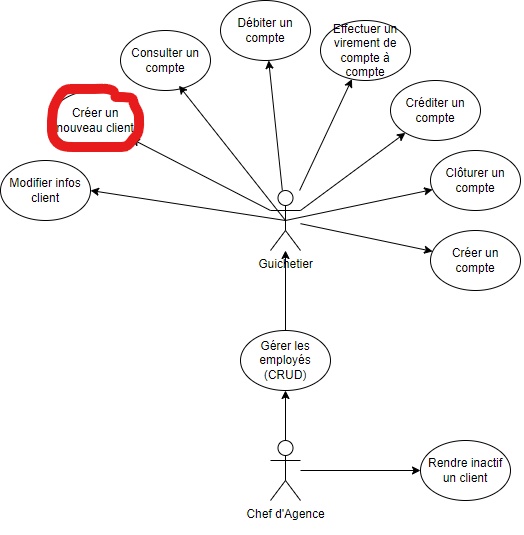 Débiter un
compte
Effectuer un
virement de
compte à
compte
Consulter un
compte
Créer un
nouveau client
Créditer un
compte
Modifier infos
client
Clôturer un
compte
Créer un
compte
Guichetier
Gérer les
employés
(CRUD)
Rendre inactif
un client
Chef d'Agence